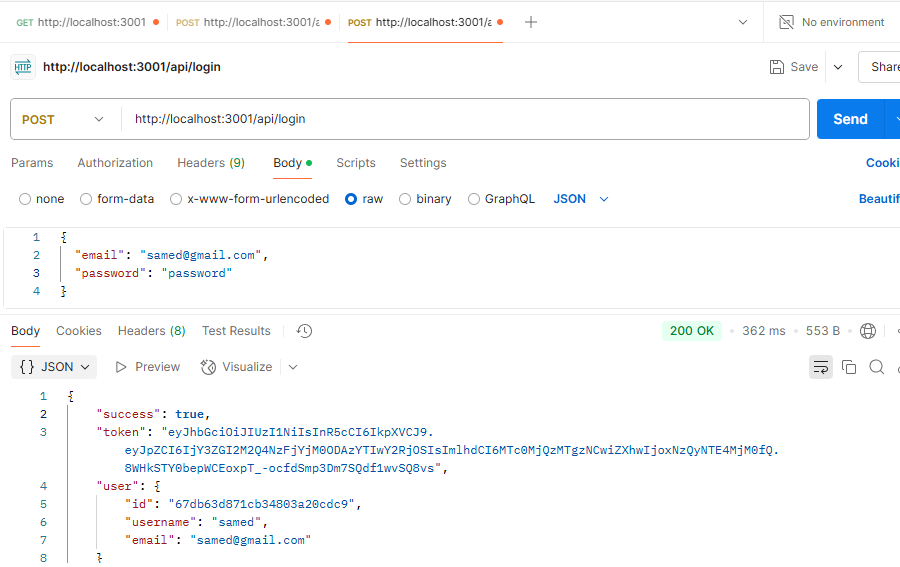 GET http://localhost:3001
POST http://localhost:3001/a
POST http://localhost:3001/a
No environment
HTTP http://localhost:3001/api/login
Save
Share
POST http://localhost:3001/api/login
Send
Params Authorization Headers (9) Body Scripts Settings
Cooki
none form-data x-www-form-urlencoded raw binary GraphQL JSON
Beautif
1 {
2 "email": "samed@gmail.com",
3 "password": "password"
4 }
Body Cookies Headers (8) Test Results
200 OK • 362 ms • 553 B
{} JSON Preview Visualize
1 {
2 "success": true,
3 "token": "eyJhbGciOiJIUzI1NiIsInR5cCI6IkpXVCJ9.
eyJpZCI6IjY3ZGI2M2Q4NzFjYjM0ODAzYTIwY2RjOSIsImlhdCI6MTc0MjQzMTgzNCwiZXhwIjoxNzQyNTE4MjM0fQ.
8WHkSTY0bepWCEoxpT_-ocfdSmp3Dm7SQdf1wvSQ8vs",
4 "user": {
5 "id": "67db63d871cb34803a20cdc9",
6 "username": "samed",
7 "email": "samed@gmail.com"
8 }